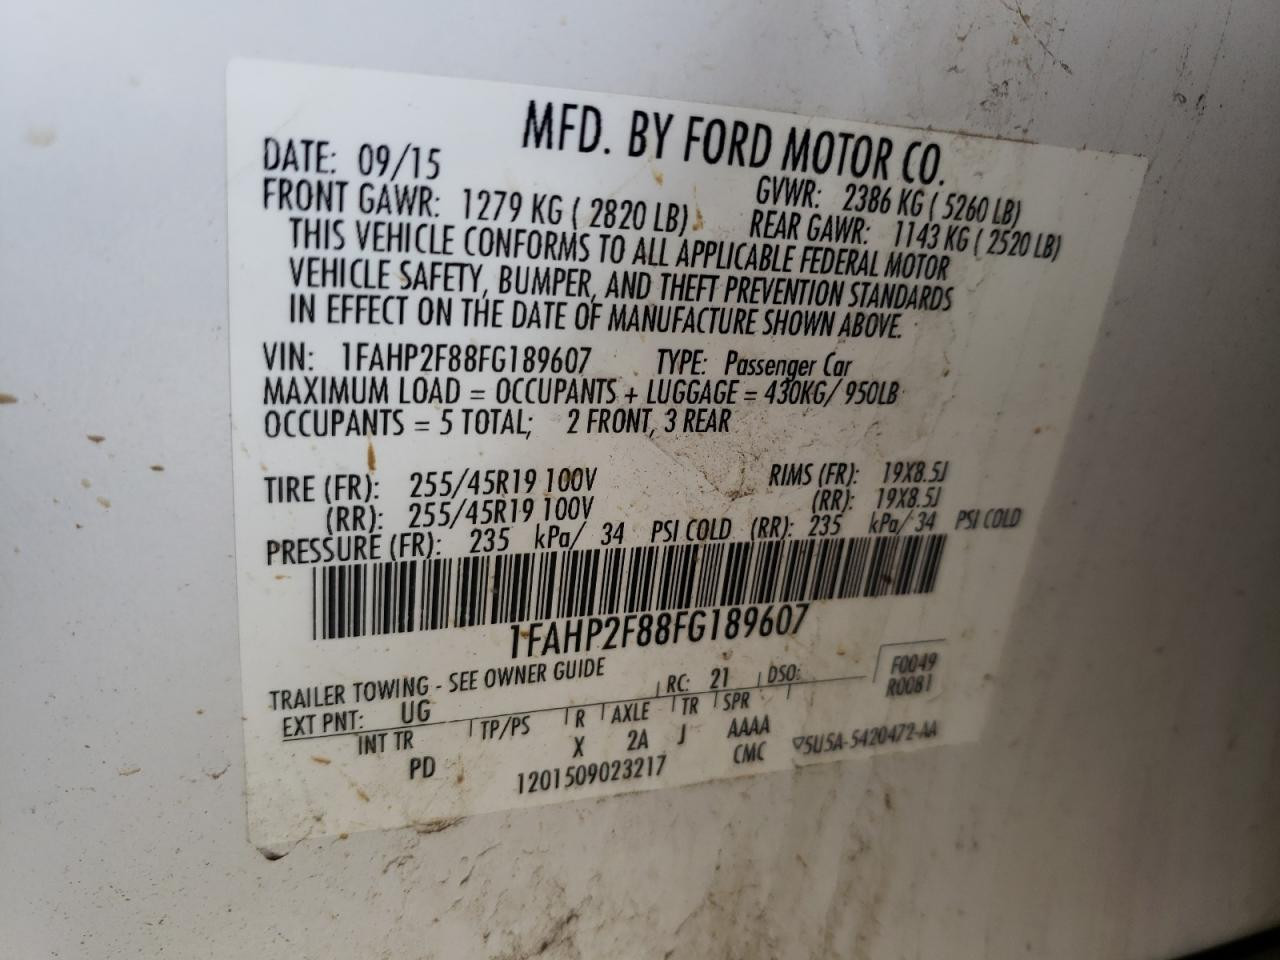 MFD. BY FORD MOTOR CO.
DATE: 09/15 GVWR: 2386 KG ( 5260 LB)
FRONT GAWR: 1279 KG ( 2820 LB) REAR GAWR: 1143 KG ( 2520 LB)
THIS VEHICLE CONFORMS TO ALL APPLICABLE FEDERAL MOTOR
VEHICLE SAFETY, BUMPER, AND THEFT PREVENTION STANDARDS
IN EFFECT ON THE DATE OF MANUFACTURE SHOWN ABOVE.
VIN: 1FAHP2F88FG189607 TYPE: Passenger Car
MAXIMUM LOAD = OCCUPANTS + LUGGAGE = 430KG/ 950LB
OCCUPANTS = 5 TOTAL; 2 FRONT, 3 REAR
TIRE (FR): 255/45R19 100V RIMS (FR): 19X8.5J
(RR): 255/45R19 100V (RR): 19X8.5J
PRESSURE (FR): 235 kPa/ 34 PSI COLD (RR): 235 kPa/ 34 PSI COLD
1FAHP2F88FG189607
TRAILER TOWING - SEE OWNER GUIDE
EXT PNT: UG RC: 21 DSO: F0049
R0081
INT TR TP/PS R AXLE TR SPR
PD X 2A J AAAA
1201509023217 CMC ▽5U5A-5420472-AA